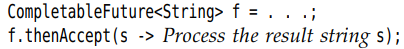 CompletableFuture<String> f = . . .;
f.thenAccept(s -> Process the result string s);